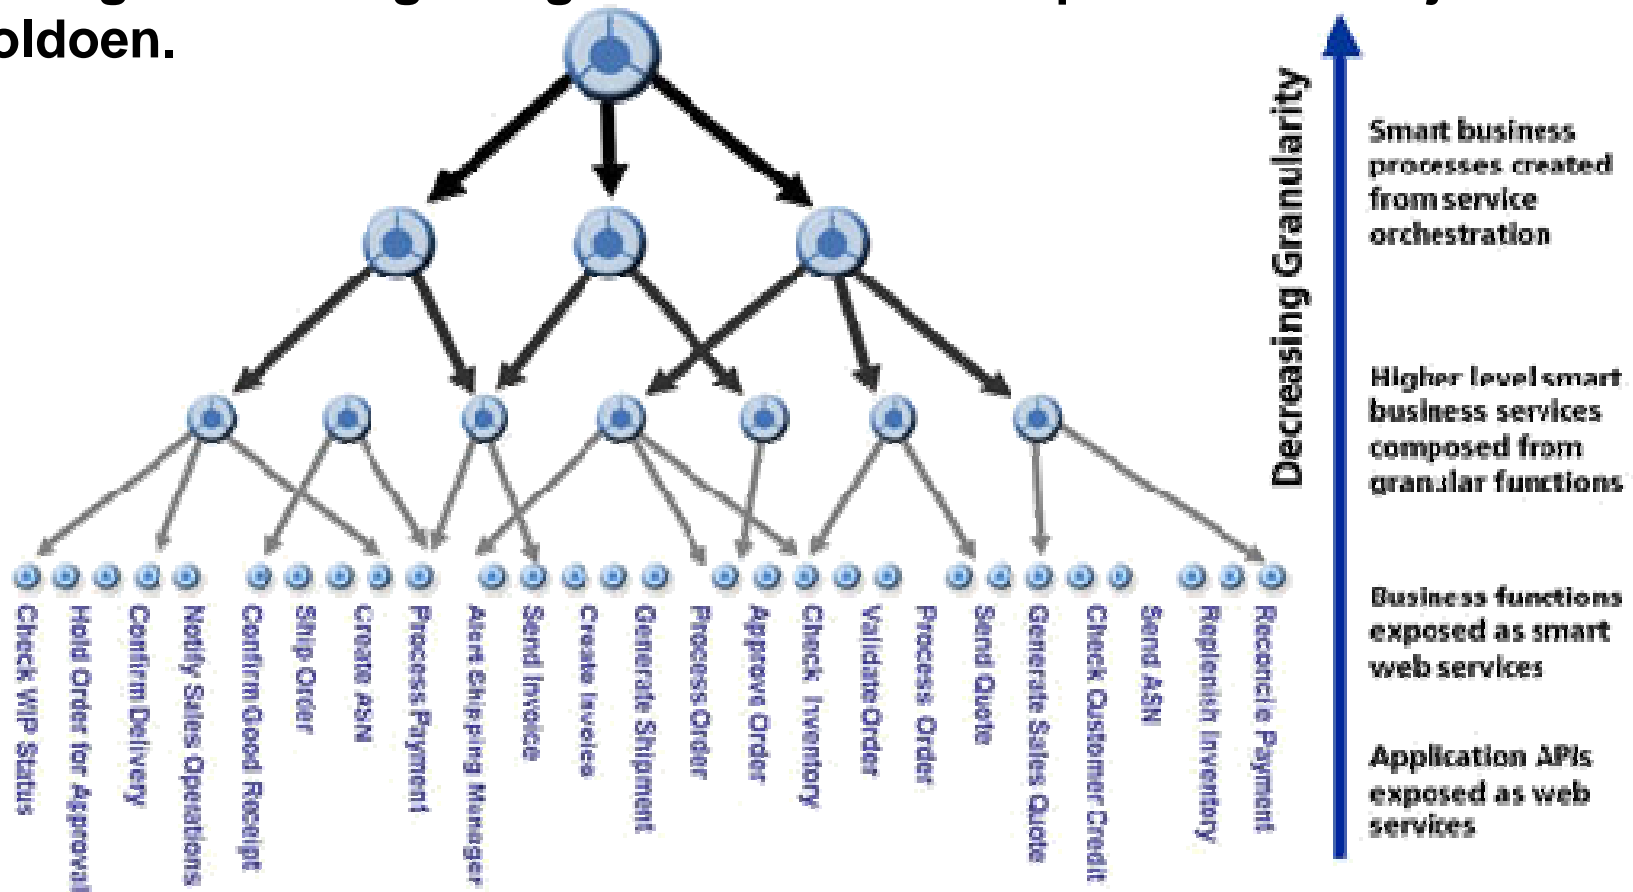 oldoen.
Decreasing Granularity
Smart business
processes created
from service
orchestration
Higher level smart
business services
composed from
granular functions
Business functions
exposed as smart
web services
Application APIs
exposed as web
services
Check WIP Status
Hold Order for Approval
Confirm Delivery
Notify Sales Operations
Confirm Good Receipt
Ship Order
Create ASN
Process Payment
Alert Shipping Manager
Send Invoice
Create Invoice
Generate Shipment
Process Order
Approve Order
Check Inventory
Validate Order
Process Order
Send Quote
Generate Sales Quote
Check Customer Credit
Send ASN
Replenish Inventory
Reconcile Payment